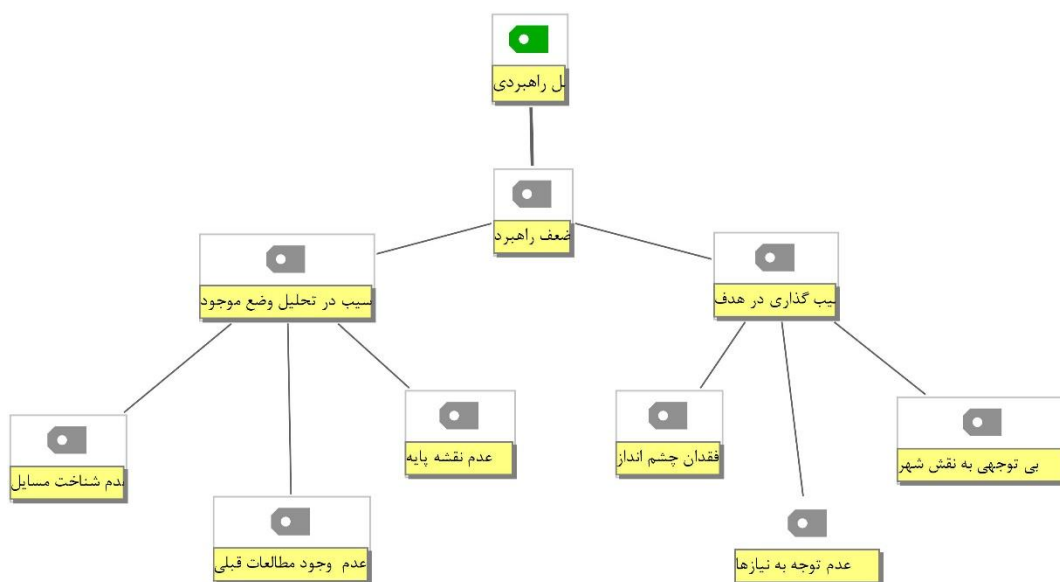 ل راهبردی
ضعف راهبرد
سیب در تحلیل وضع موجود
یب گذاری در هدف
عدم نقشه پایه
فقدان چشم انداز
بی توجهی به نقش شهر
دم شناخت مسایل
عدم وجود مطالعات قبلی
عدم توجه به نیازها